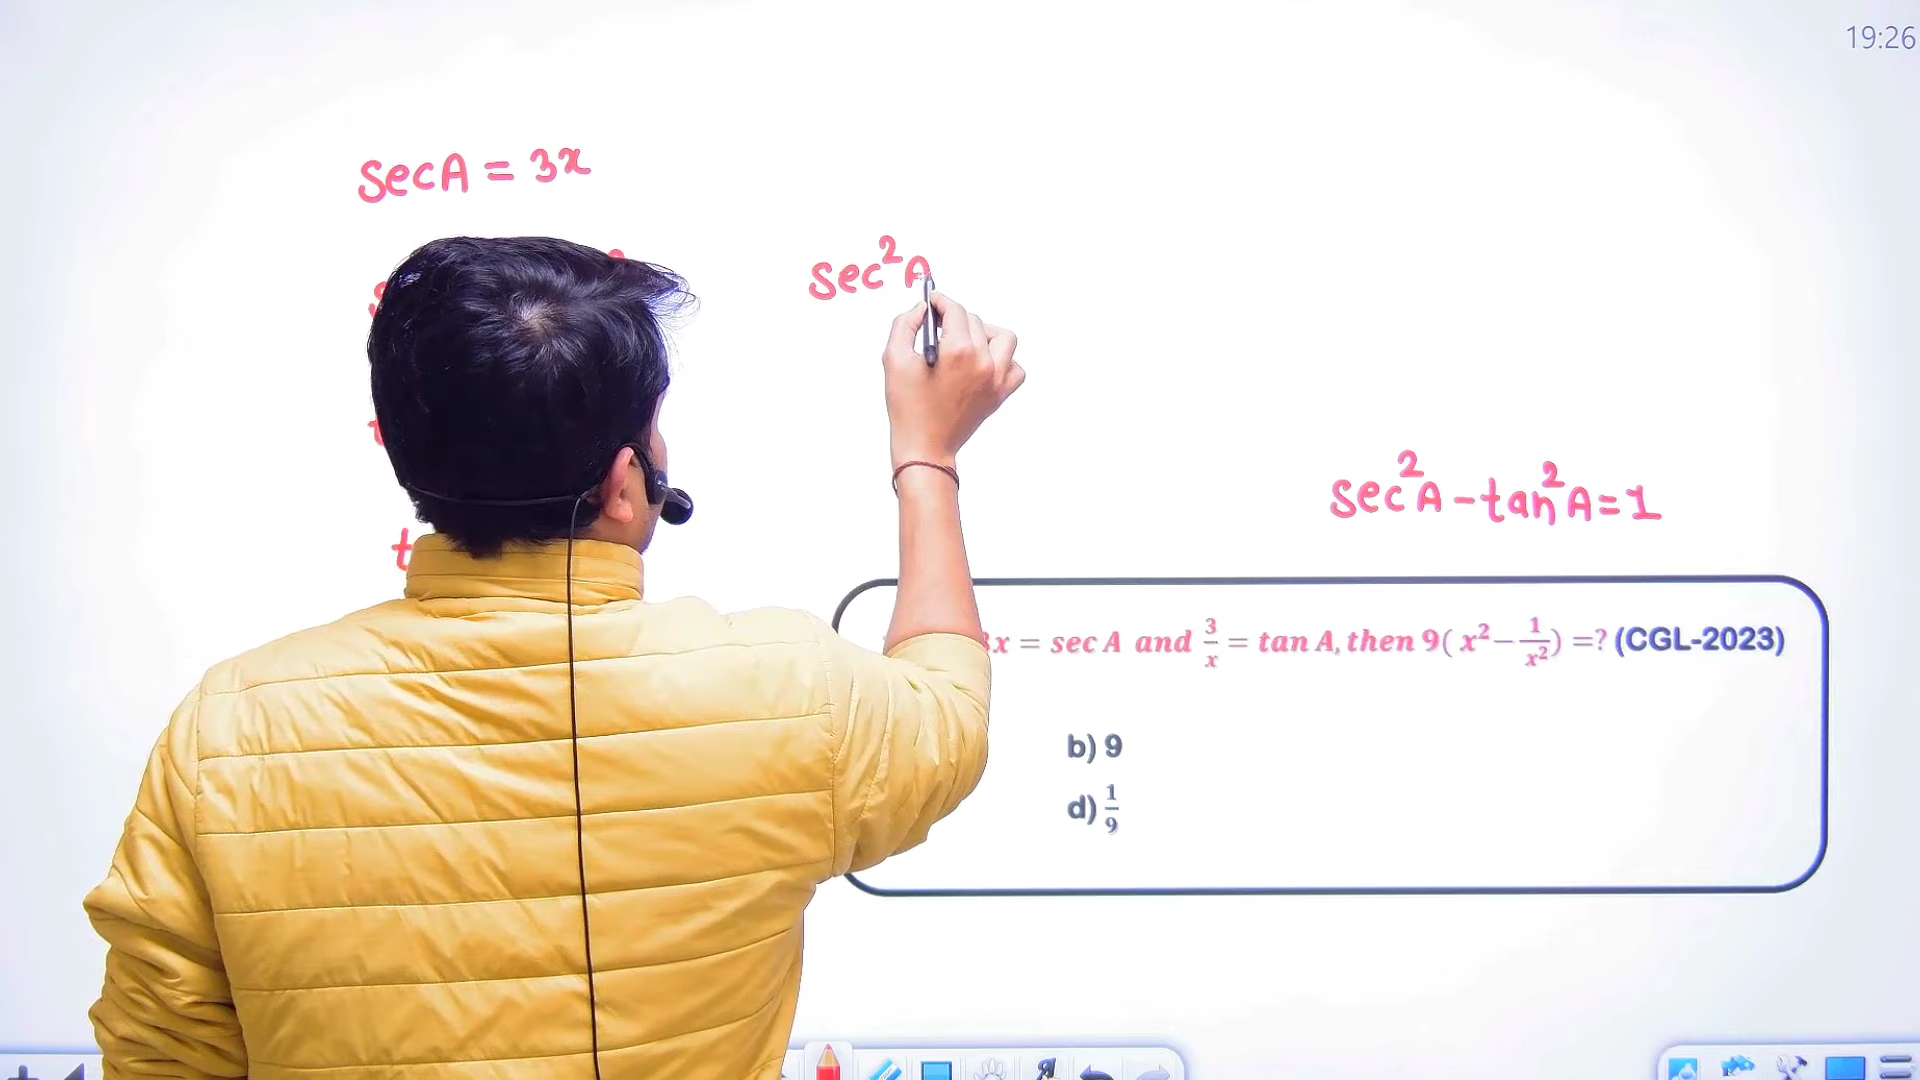 19:26
secA = 3x
sec²A
sec²A - tan²A = 1
3x = sec A and 3/x = tan A, then 9( x² − 1/x² ) =? (CGL-2023)
b) 9
d) 1/9